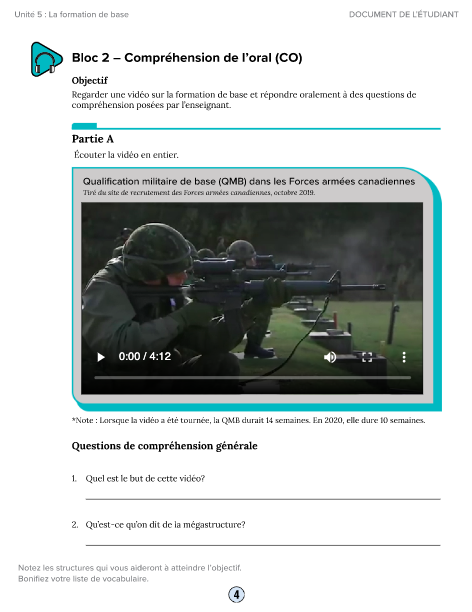 Unité 5 : La formation de base
DOCUMENT DE L'ÉTUDIANT
Bloc 2 – Compréhension de l'oral (CO)
Objectif
Regarder une vidéo sur la formation de base et répondre oralement à des questions de
compréhension posées par l'enseignant.
Partie A
Écouter la vidéo en entier.
Qualification militaire de base (QMB) dans les Forces armées canadiennes
Tiré du site de recrutement des Forces armées canadiennes, octobre 2019.
0:00 / 4:12
*Note : Lorsque la vidéo a été tournée, la QMB durait 14 semaines. En 2020, elle dure 10 semaines.
Questions de compréhension générale
1. Quel est le but de cette vidéo?
2. Qu'est-ce qu'on dit de la mégastructure?
Notez les structures qui vous aideront à atteindre l'objectif.
Bonifiez votre liste de vocabulaire.
4